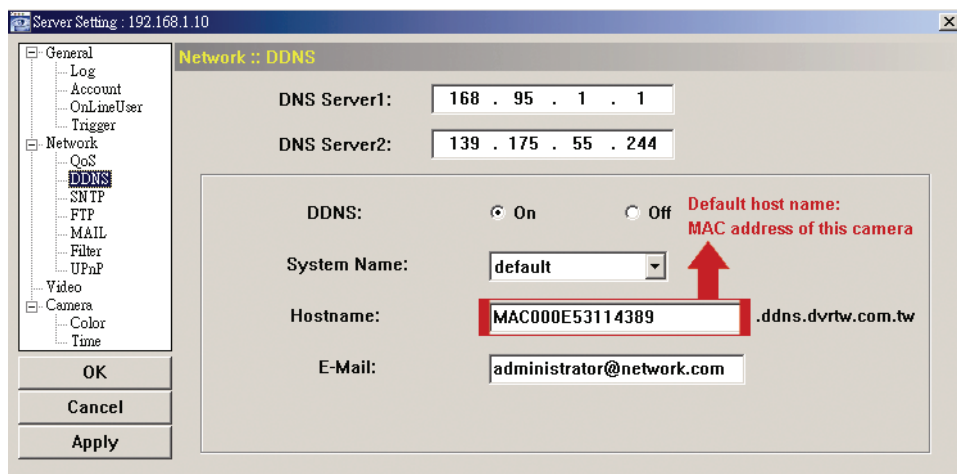 Server Setting : 192.168.1.10
General
Log
Account
OnLineUser
Trigger
Network
QoS
DDNS
SNTP
FTP
MAIL
Filter
UPnP
Video
Camera
Color
Time
OK
Cancel
Apply
Network :: DDNS
DNS Server1: 168 . 95 . 1 . 1
DNS Server2: 139 . 175 . 55 . 244
DDNS: On Off
Default host name:
MAC address of this camera
System Name: default
Hostname: MAC000E53114389 .ddns.dvrtw.com.tw
E-Mail: administrator@network.com